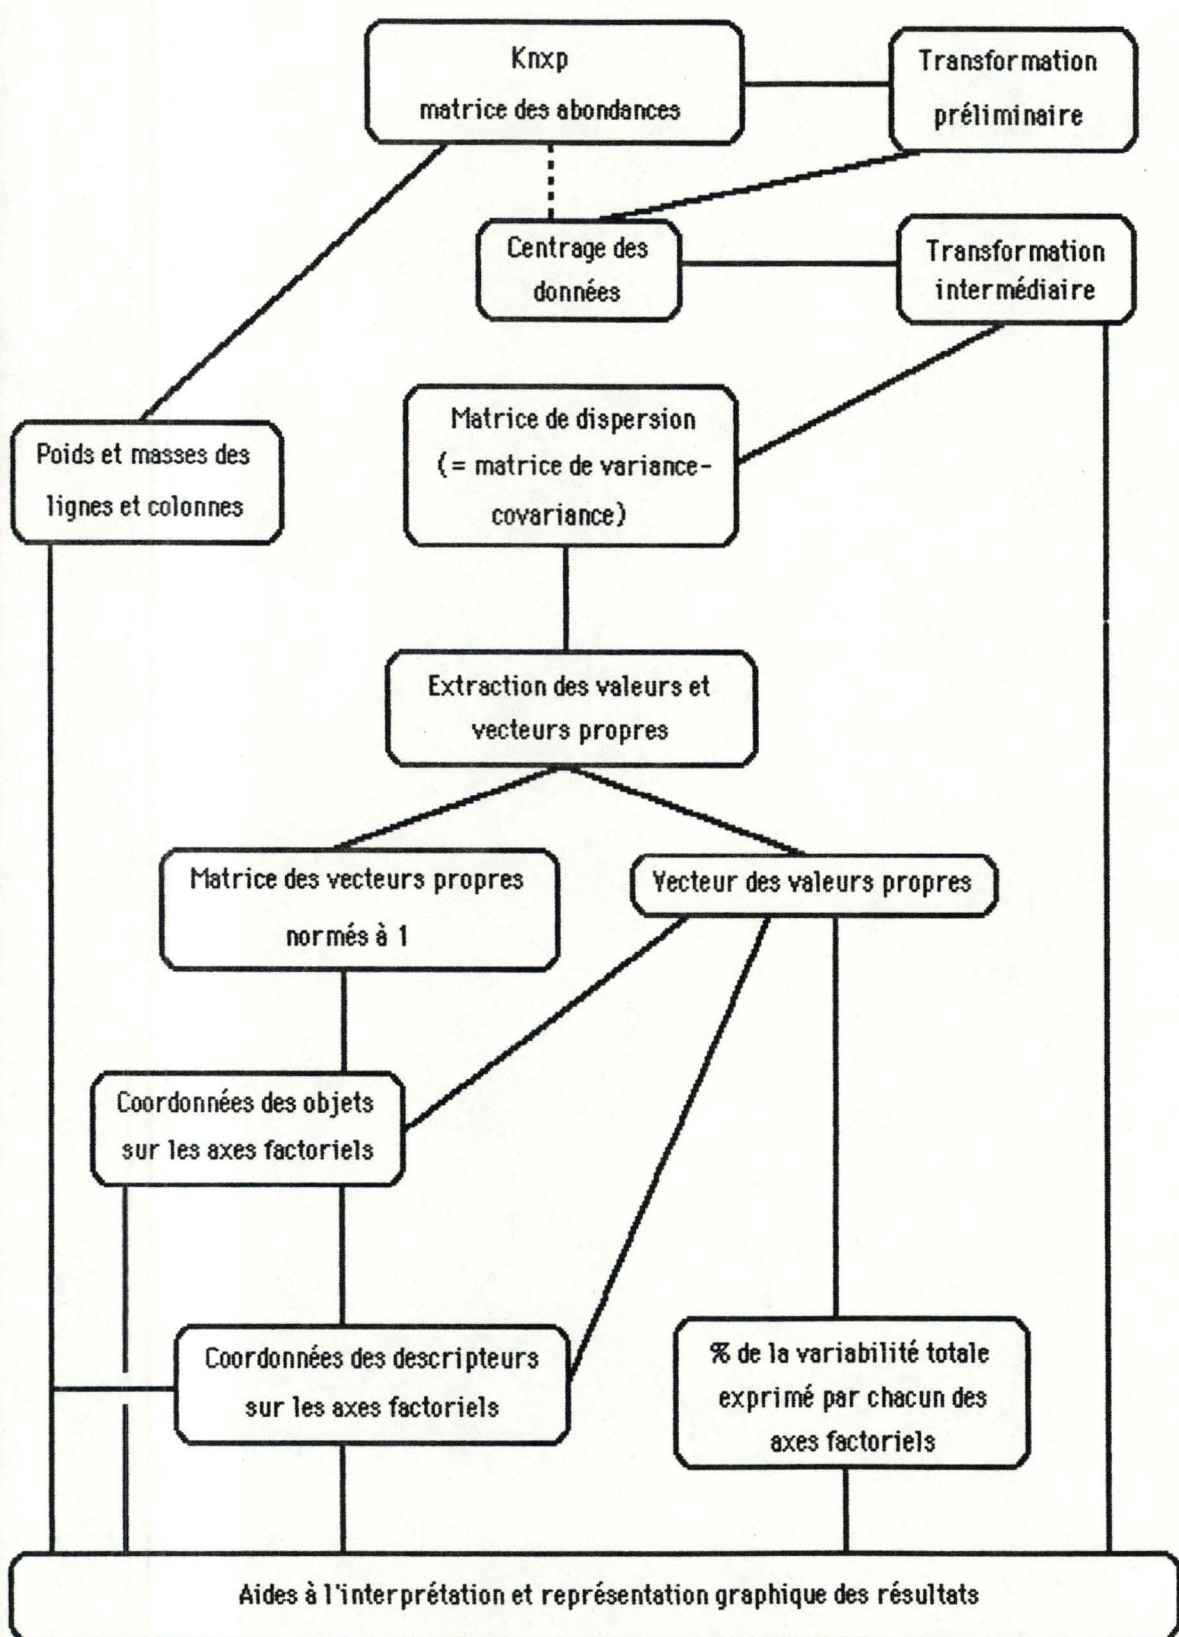 Knxp
matrice des abondances
Transformation
préliminaire
Centrage des
données
Transformation
intermédiaire
Poids et masses des
lignes et colonnes
Matrice de dispersion
(= matrice de variance-
covariance)
Extraction des valeurs et
vecteurs propres
Matrice des vecteurs propres
normés à 1
Vecteur des valeurs propres
Coordonnées des objets
sur les axes factoriels
Coordonnées des descripteurs
sur les axes factoriels
% de la variabilité totale
exprimé par chacun des
axes factoriels
Aides à l'interprétation et représentation graphique des résultats